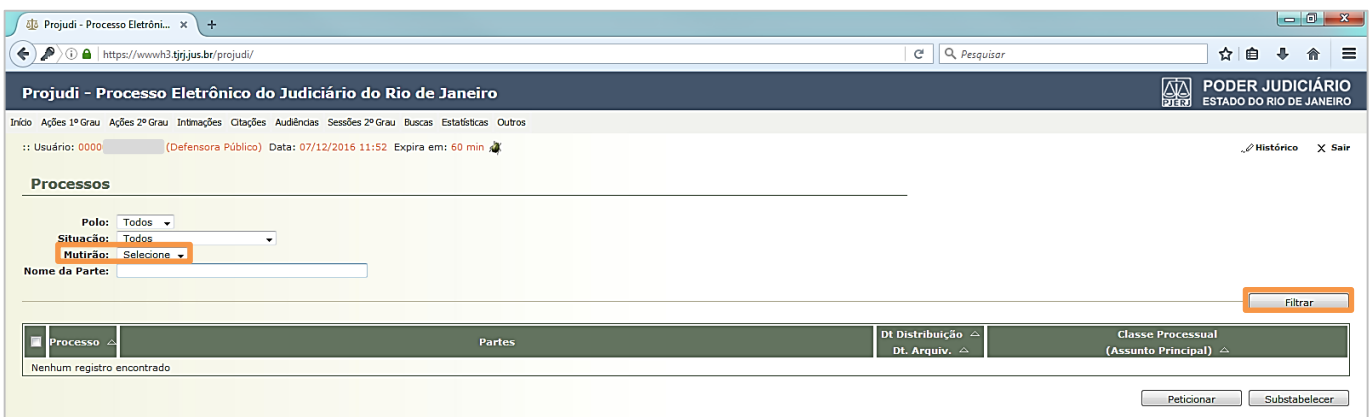 Projudi - Processo Eletrôni... × +
https://wwwh3.tjrj.jus.br/projudi/ Pesquisar
Projudi - Processo Eletrônico do Judiciário do Rio de Janeiro
PJERJ
PODER JUDICIÁRIO
ESTADO DO RIO DE JANEIRO
Início Ações 1º Grau Ações 2º Grau Intimações Citações Audiências Sessões 2º Grau Buscas Estatísticas Outros
:: Usuário: 0000 (Defensora Público) Data: 07/12/2016 11:52 Expira em: 60 min Histórico X Sair
Processos
Polo: Todos
Situacão: Todos
Mutirão: Selecione
Nome da Parte:
Filtrar
Processo Partes Dt Distribuição Classe Processual
Dt. Arquiv. (Assunto Principal)
Nenhum registro encontrado
Peticionar Substabelecer